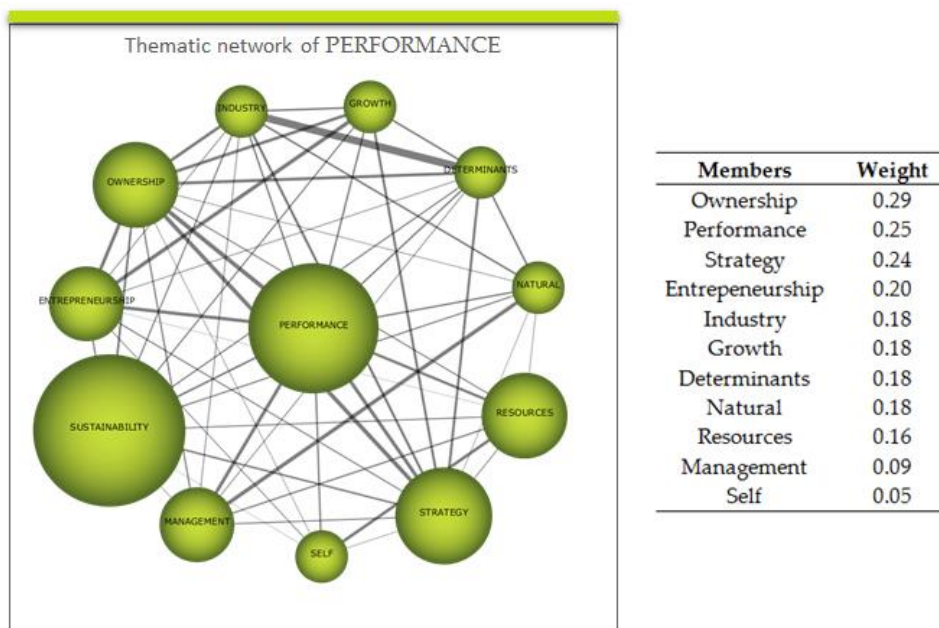 Thematic network of PERFORMANCE
INDUSTRY
GROWTH
DETERMINANTS
OWNERSHIP
NATURAL
ENTREPRENEURSHIP
PERFORMANCE
RESOURCES
SUSTAINABILITY
STRATEGY
MANAGEMENT
SELF
Members Weight
Ownership 0.29
Performance 0.25
Strategy 0.24
Entrepeneurship 0.20
Industry 0.18
Growth 0.18
Determinants 0.18
Natural 0.18
Resources 0.16
Management 0.09
Self 0.05